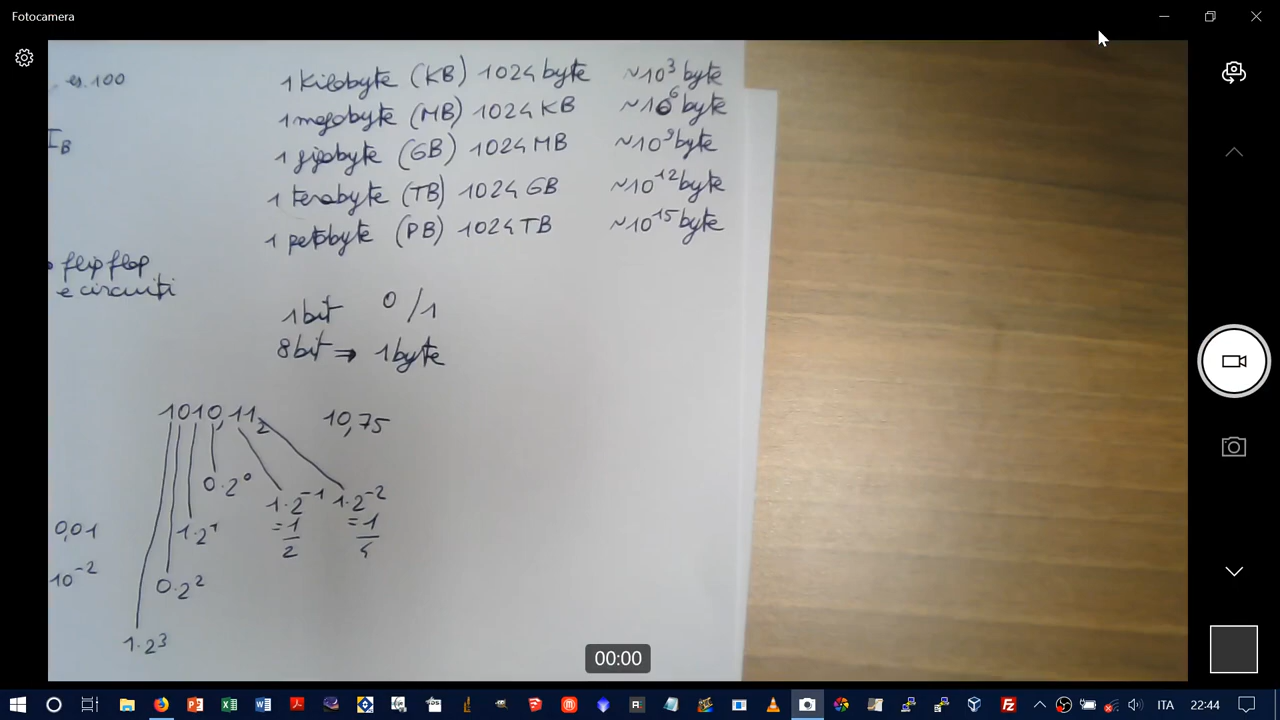 Fotocamera
es. 100
1 Kilobyte (KB) 1024 byte ~10³ byte
1 megabyte (MB) 1024 KB ~10⁶ byte
I_B
1 gigabyte (GB) 1024 MB ~10⁹ byte
1 terabyte (TB) 1024 GB ~10¹² byte
1 petabyte (PB) 1024 TB ~10¹⁵ byte
flip flop
e circuiti
1 bit 0/1
8 bit → 1 byte
1010,11₂ 10,75
0·2⁰
1·2⁻¹ 1·2⁻²
0,01 1·2¹ =1/2 =1/4
10⁻² 0·2²
1·2³
00:00
ITA 22:44